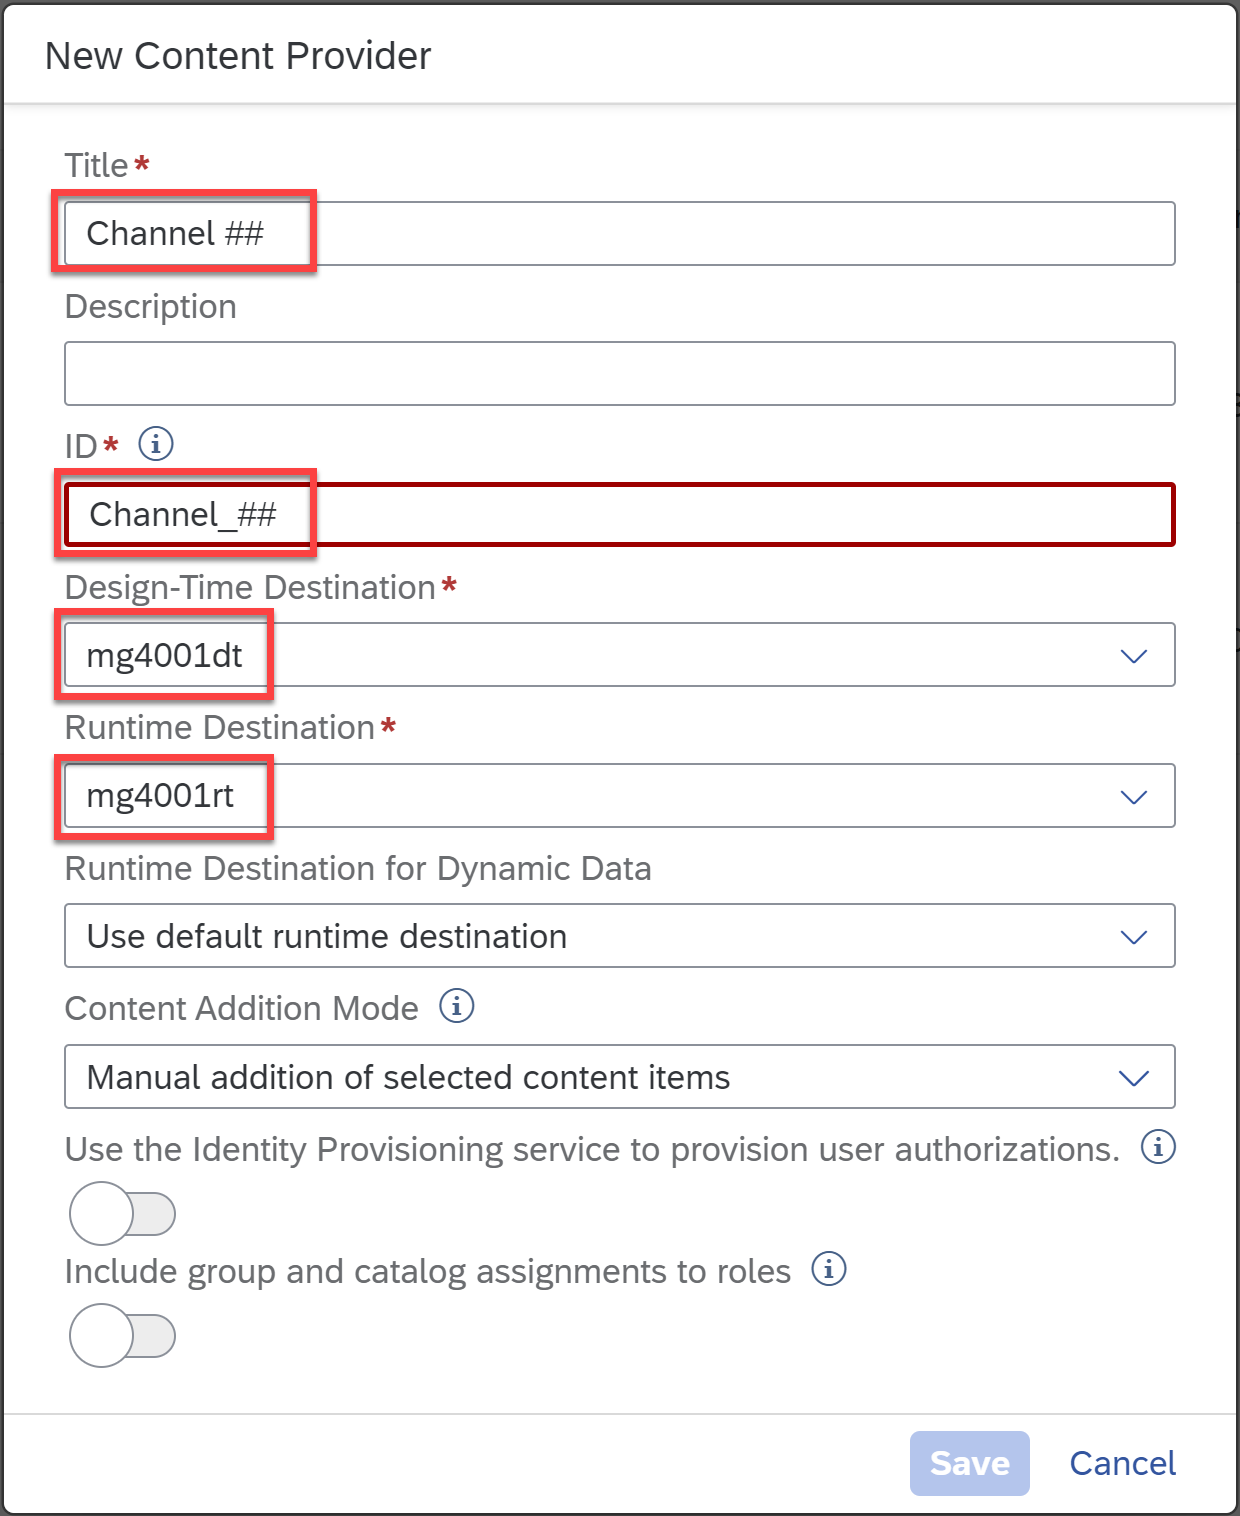 New Content Provider
Title*
Channel ##
Description
ID*
Channel_##
Design-Time Destination*
mg4001dt
Runtime Destination*
mg4001rt
Runtime Destination for Dynamic Data
Use default runtime destination
Content Addition Mode
Manual addition of selected content items
Use the Identity Provisioning service to provision user authorizations.
Include group and catalog assignments to roles
Save Cancel